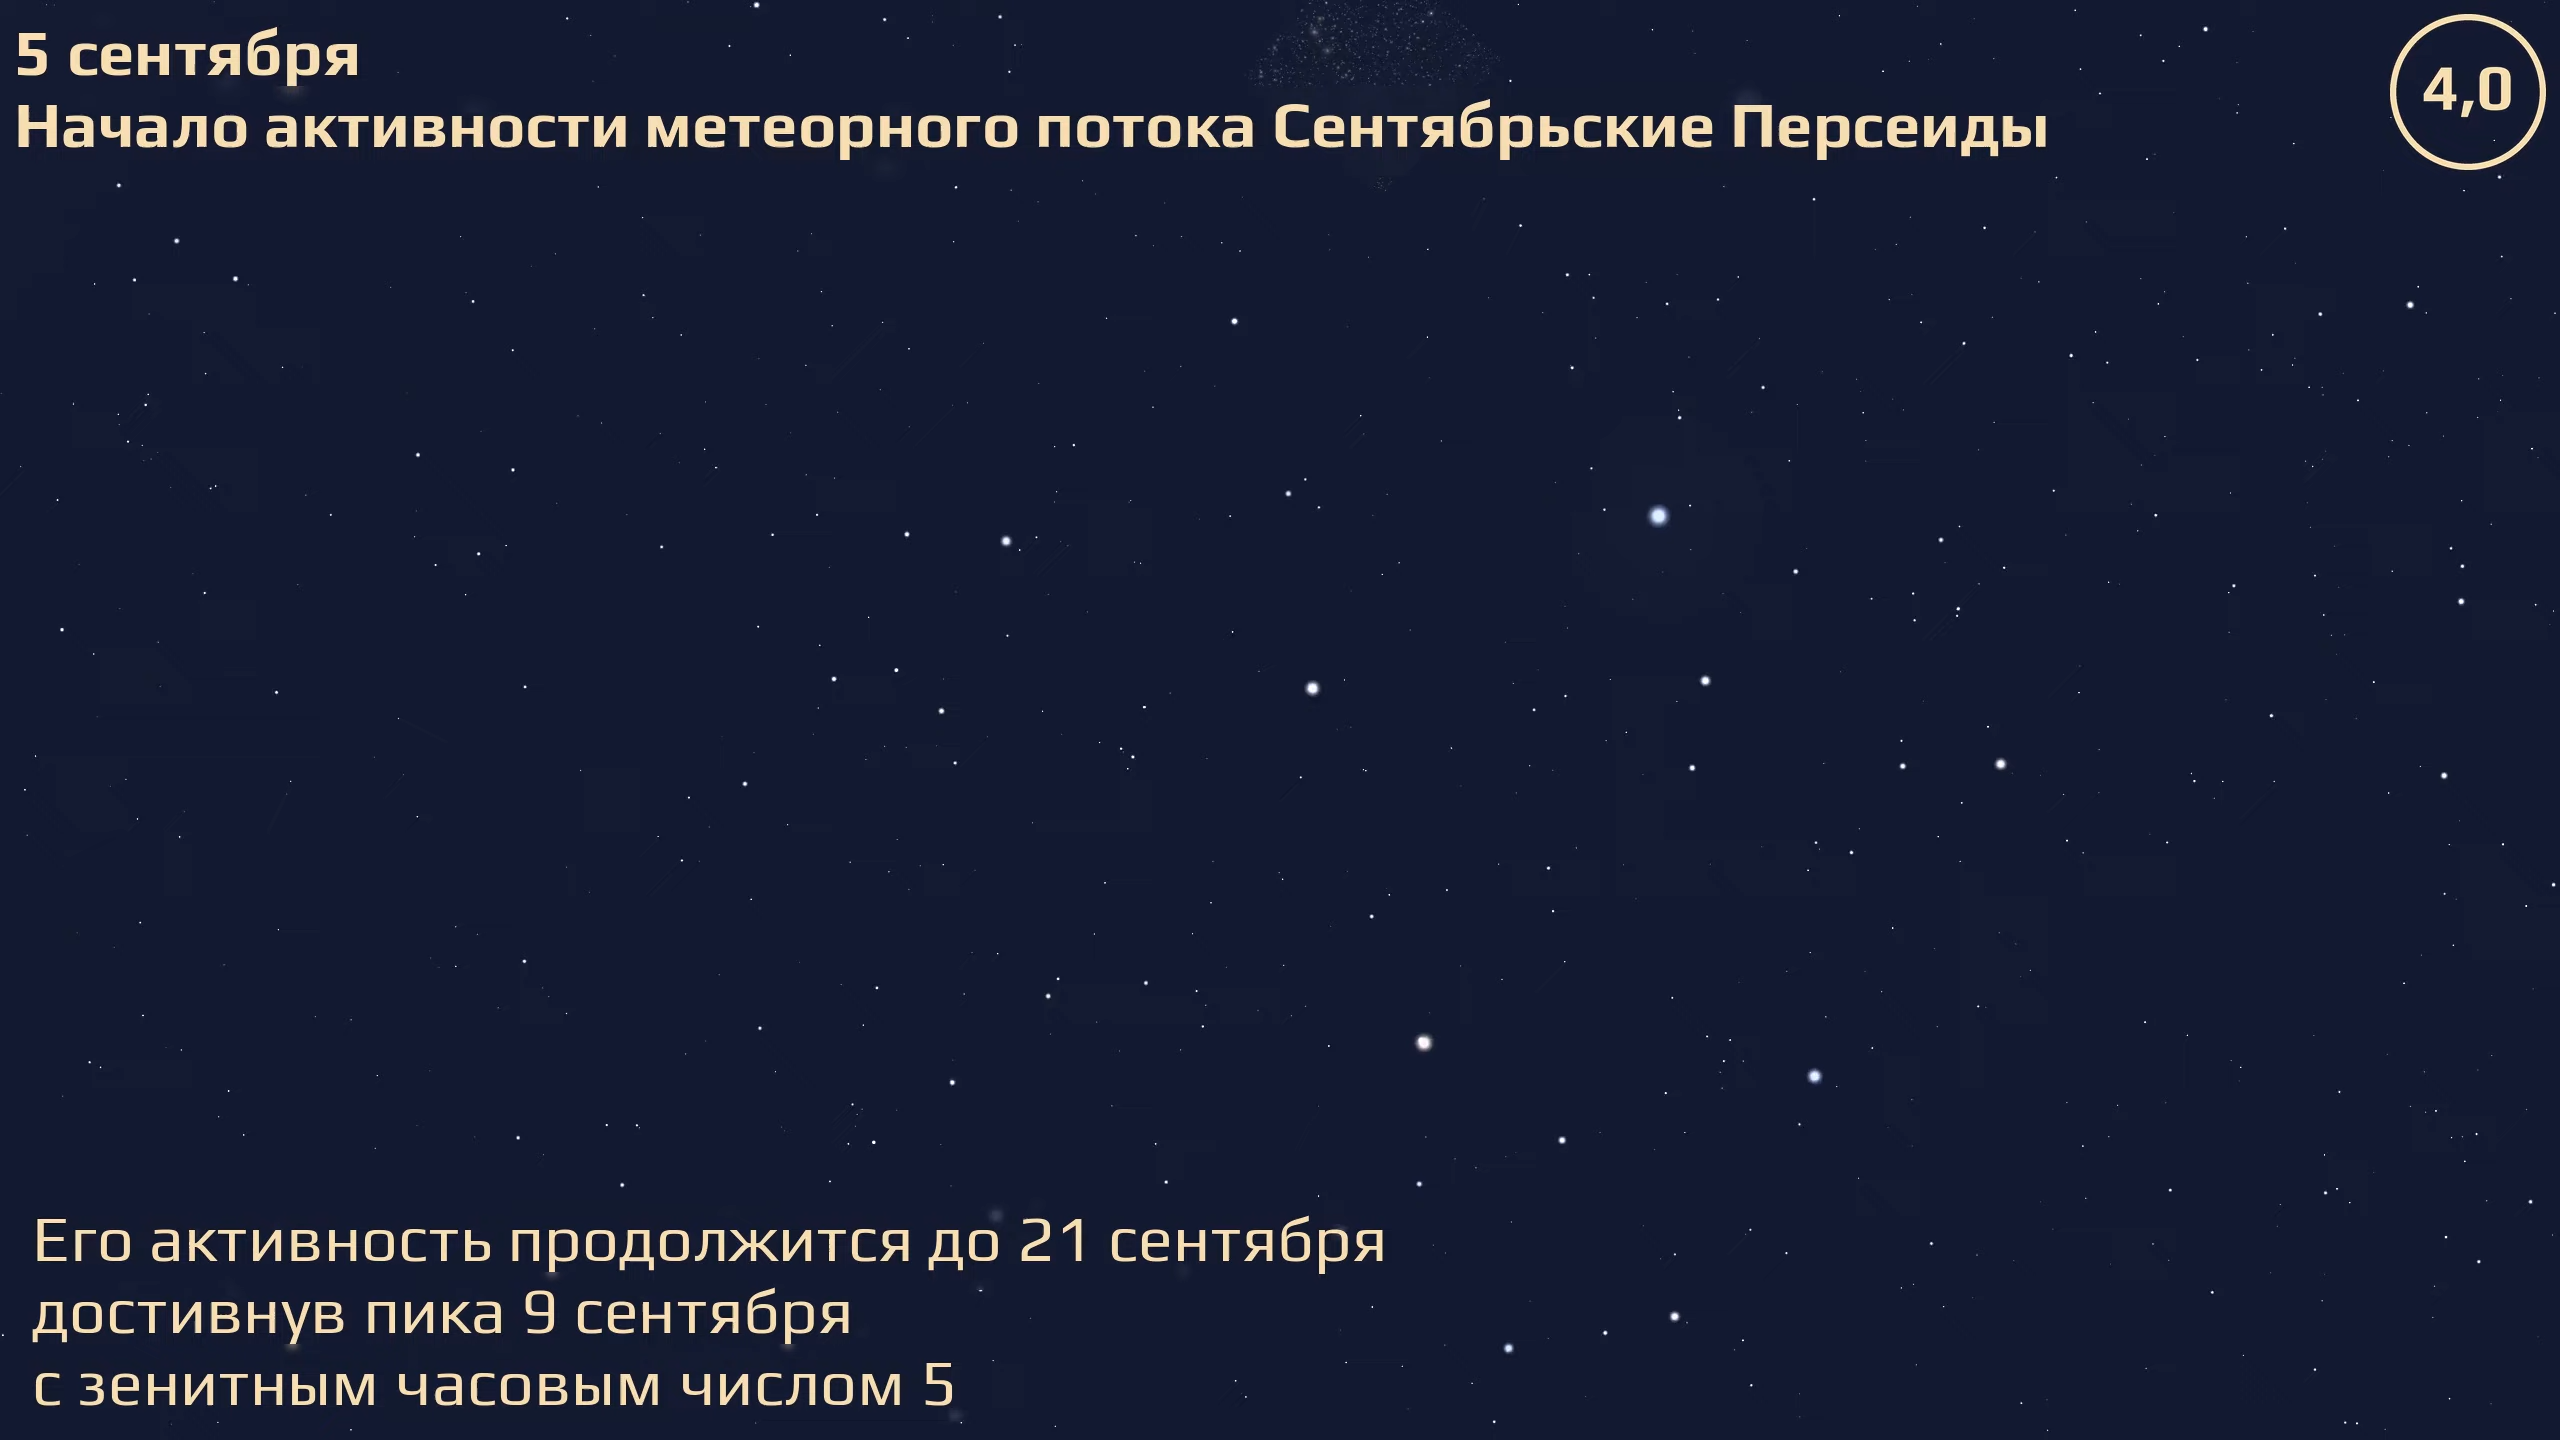 5 сентября
Начало активности метеорного потока Сентябрьские Персеиды
4,0
Его активность продолжится до 21 сентября
достивнув пика 9 сентября
с зенитным часовым числом 5